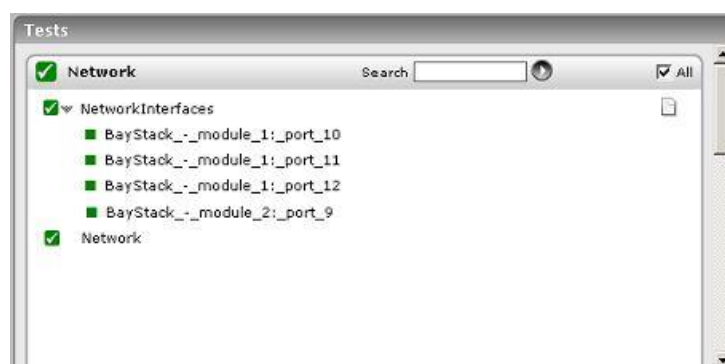 Tests
Network Search All
NetworkInterfaces
BayStack_-_module_1:_port_10
BayStack_-_module_1:_port_11
BayStack_-_module_1:_port_12
BayStack_-_module_2:_port_9
Network